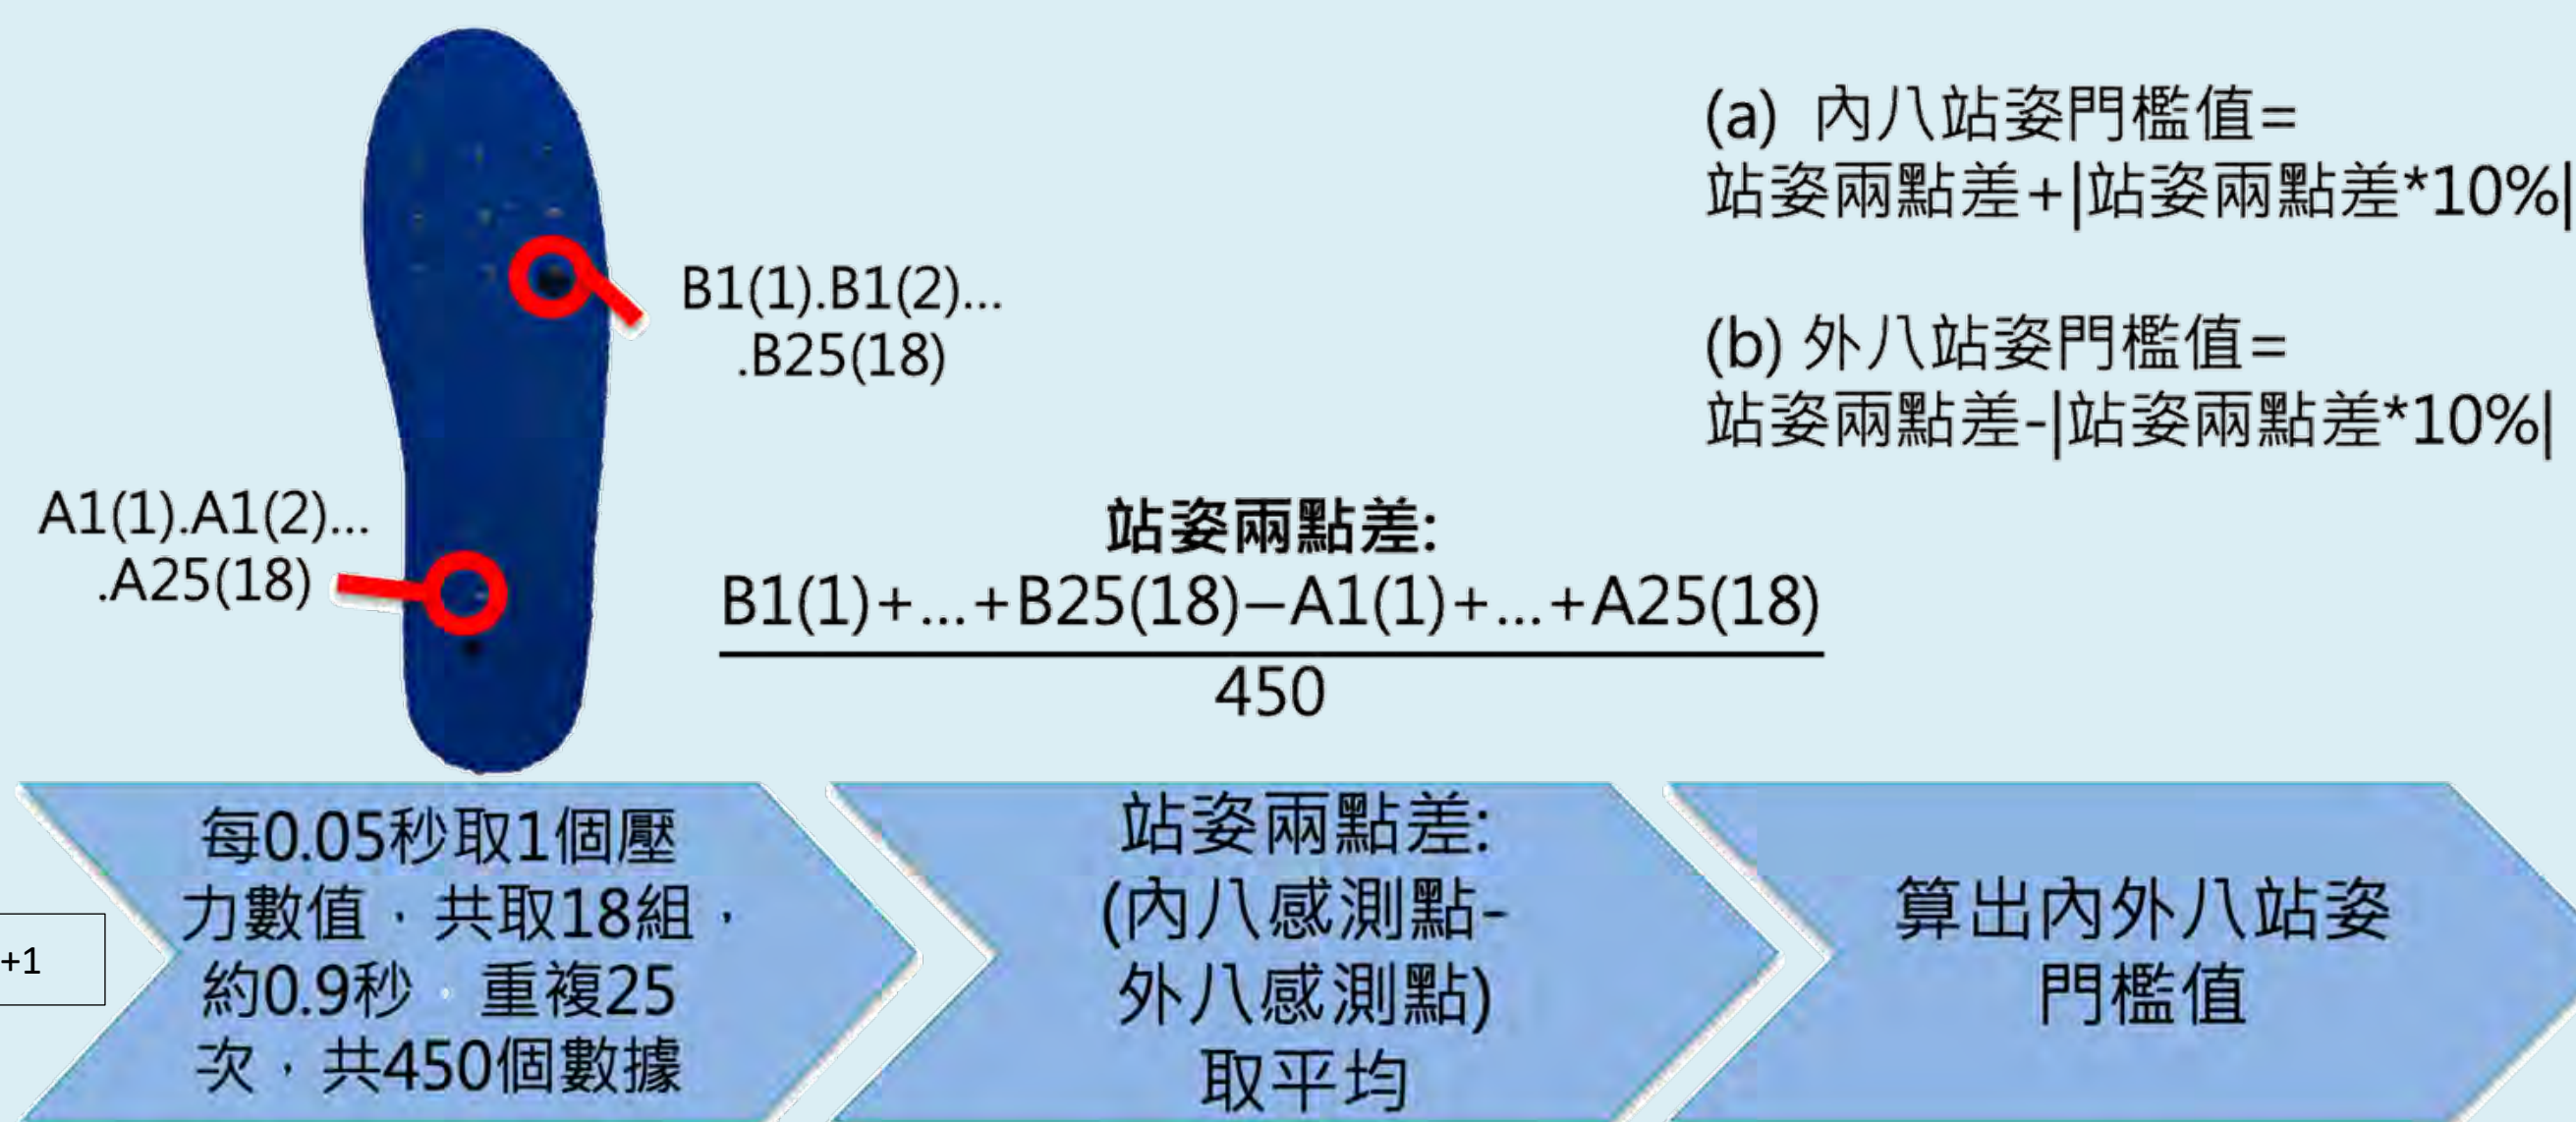 (a) 內八站姿門檻值=
站姿兩點差+|站姿兩點差*10%|
B1(1).B1(2)...
.B25(18)
(b) 外八站姿門檻值=
站姿兩點差-|站姿兩點差*10%|
A1(1).A1(2)...
.A25(18)
站姿兩點差:
B1(1)+...+B25(18)−A1(1)+...+A25(18)
450
+1
每0.05秒取1個壓
力數值，共取18組，
約0.9秒。重複25
次，共450個數據
站姿兩點差:
(內八感測點-
外八感測點)
取平均
算出內外八站姿
門檻值